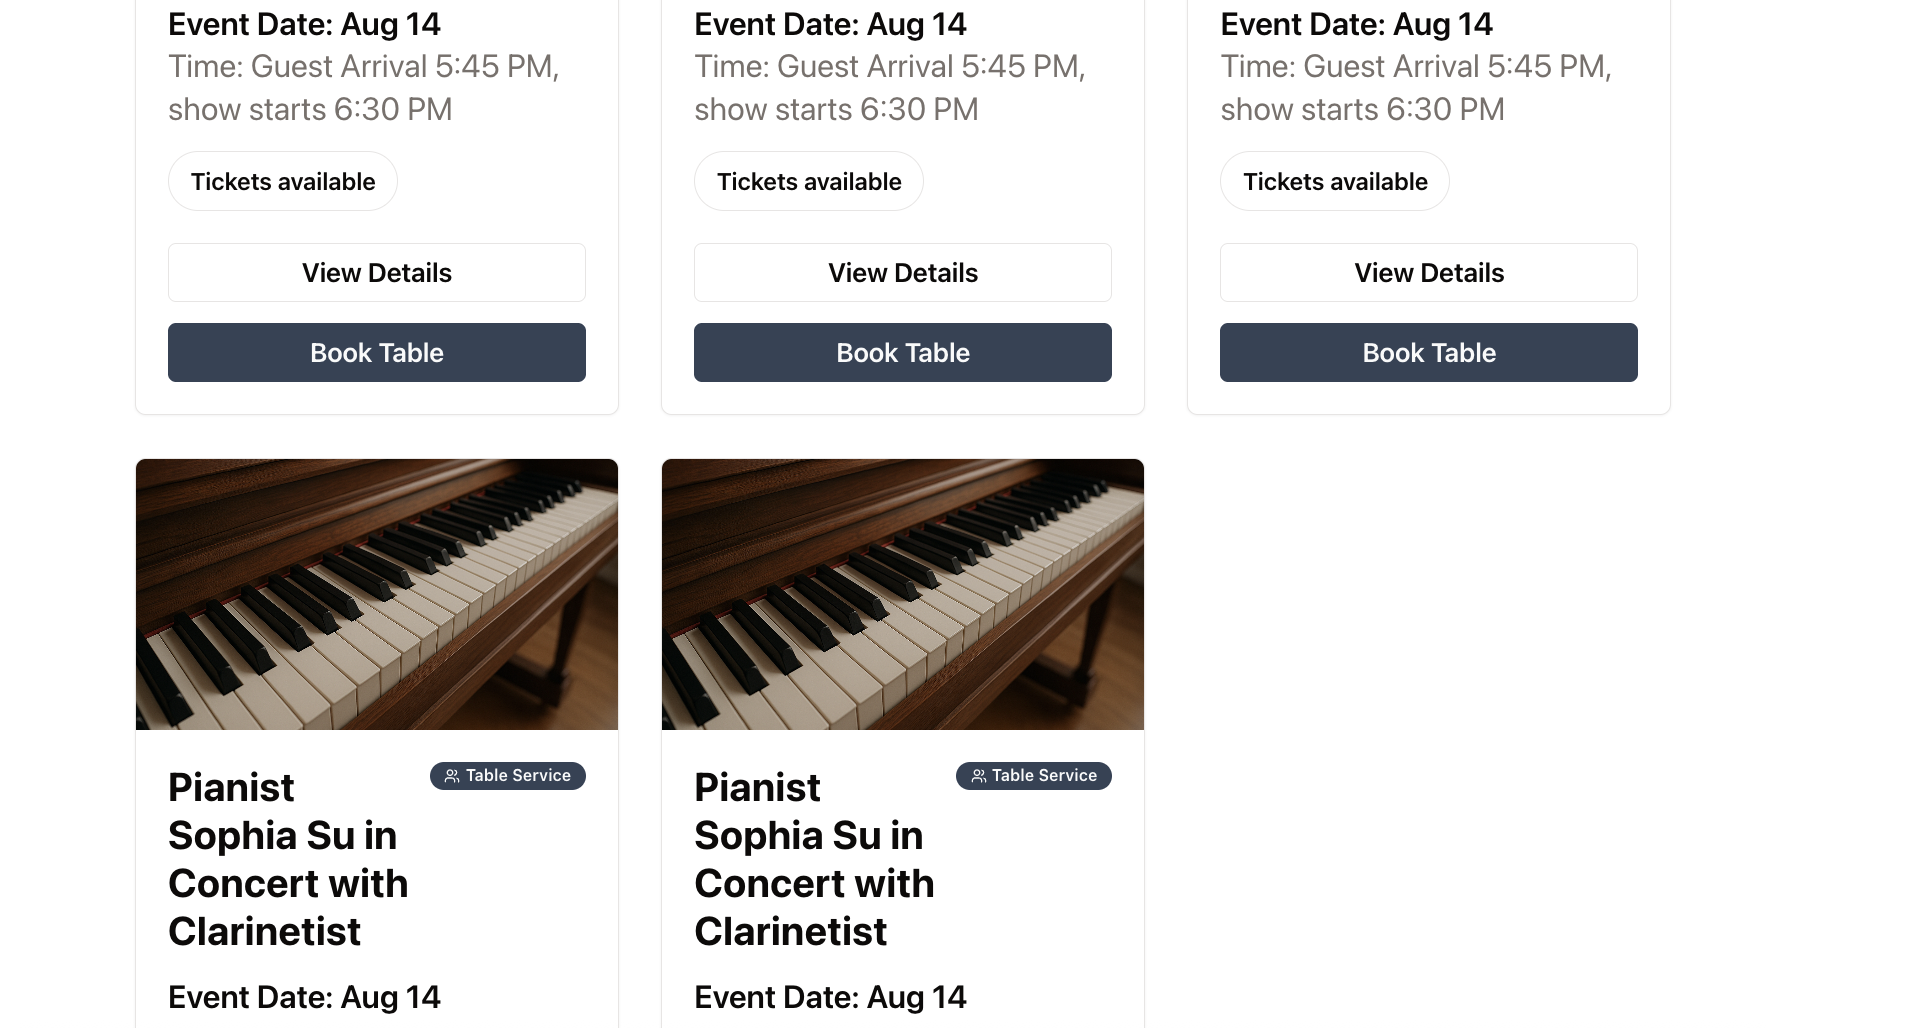 Event Date: Aug 14
Time: Guest Arrival 5:45 PM,
show starts 6:30 PM
Tickets available
View Details
Book Table
Event Date: Aug 14
Time: Guest Arrival 5:45 PM,
show starts 6:30 PM
Tickets available
View Details
Book Table
Event Date: Aug 14
Time: Guest Arrival 5:45 PM,
show starts 6:30 PM
Tickets available
View Details
Book Table
Pianist
Sophia Su in
Concert with
Clarinetist
Table Service
Event Date: Aug 14
Pianist
Sophia Su in
Concert with
Clarinetist
Table Service
Event Date: Aug 14